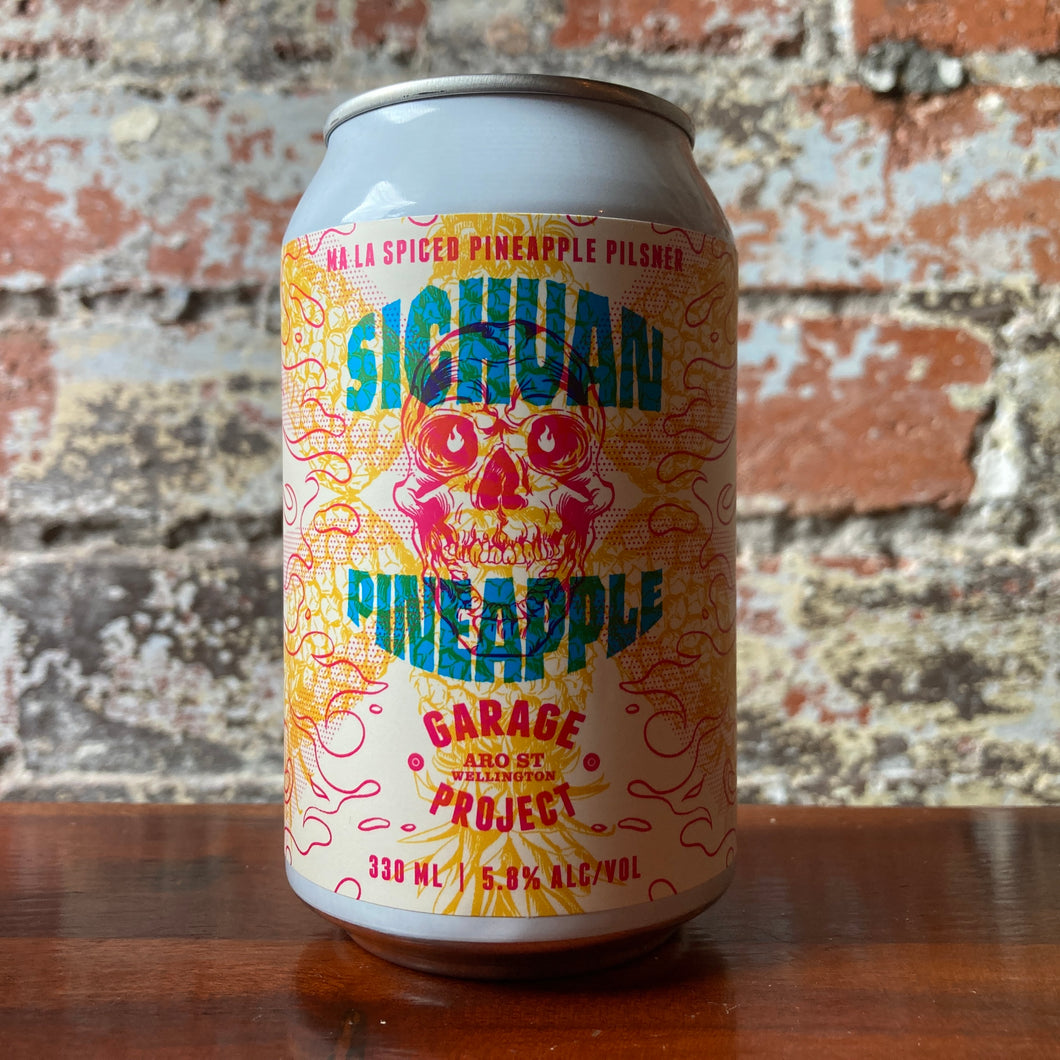 MA LA SPICED PINEAPPLE PILSNER
SICHUAN
PINEAPPLE
GARAGE
ARO ST
WELLINGTON
PROJECT
330 ML | 5.8% ALC/VOL